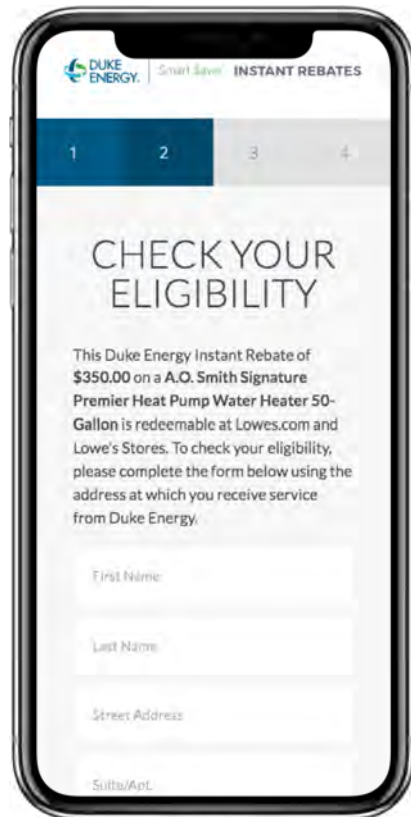 DUKE ENERGY. Smart Saver INSTANT REBATES
1 2 3 4
CHECK YOUR
ELIGIBILITY
This Duke Energy Instant Rebate of
$350.00 on a A.O. Smith Signature
Premier Heat Pump Water Heater 50-
Gallon is redeemable at Lowes.com and
Lowe's Stores. To check your eligibility,
please complete the form below using the
address at which you receive service
from Duke Energy.
First Name
Last Name
Street Address
Suite/Apt.